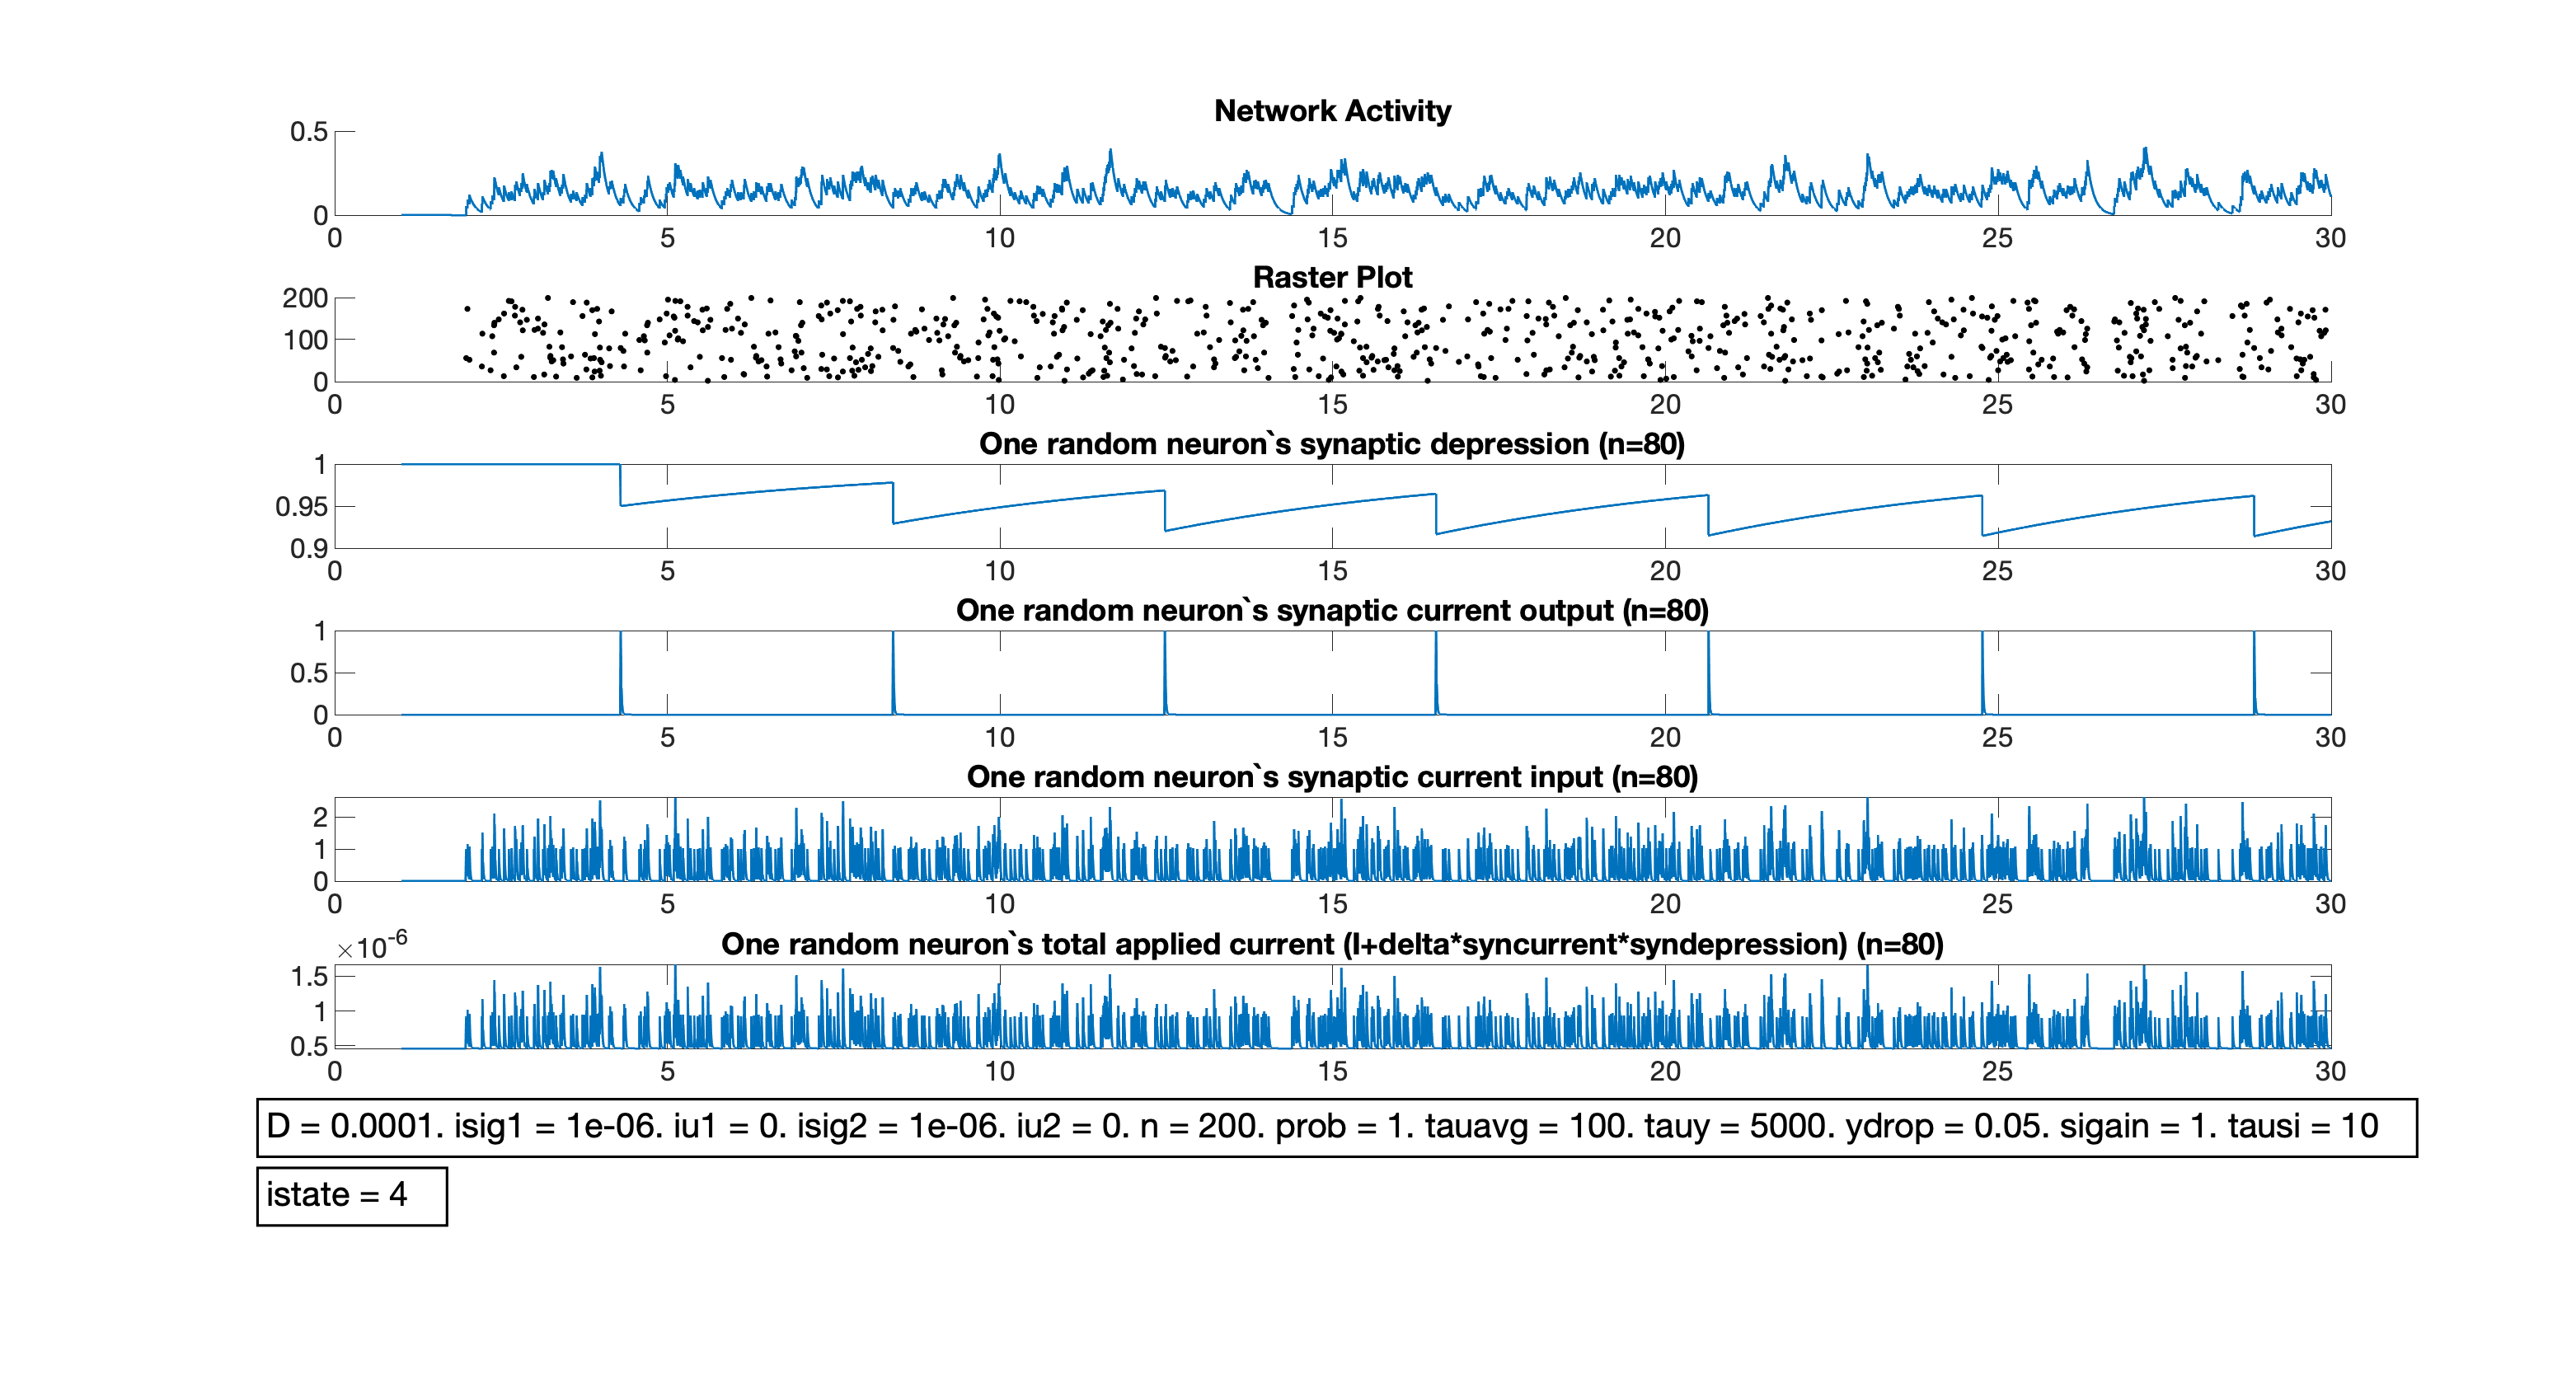 Network Activity
0.5
0
0 5 10 15 20 25 30
Raster Plot
200
100
0
0 5 10 15 20 25 30
One random neuron`s synaptic depression (n=80)
1
0.95
0.9
0 5 10 15 20 25 30
One random neuron`s synaptic current output (n=80)
1
0.5
0
0 5 10 15 20 25 30
One random neuron`s synaptic current input (n=80)
2
1
0
0 5 10 15 20 25 30
One random neuron`s total applied current (I+delta*syncurrent*syndepression) (n=80)
×10-6
1.5
1
0.5
0 5 10 15 20 25 30
D = 0.0001. isig1 = 1e-06. iu1 = 0. isig2 = 1e-06. iu2 = 0. n = 200. prob = 1. tauavg = 100. tauy = 5000. ydrop = 0.05. sigain = 1. tausi = 10
istate = 4